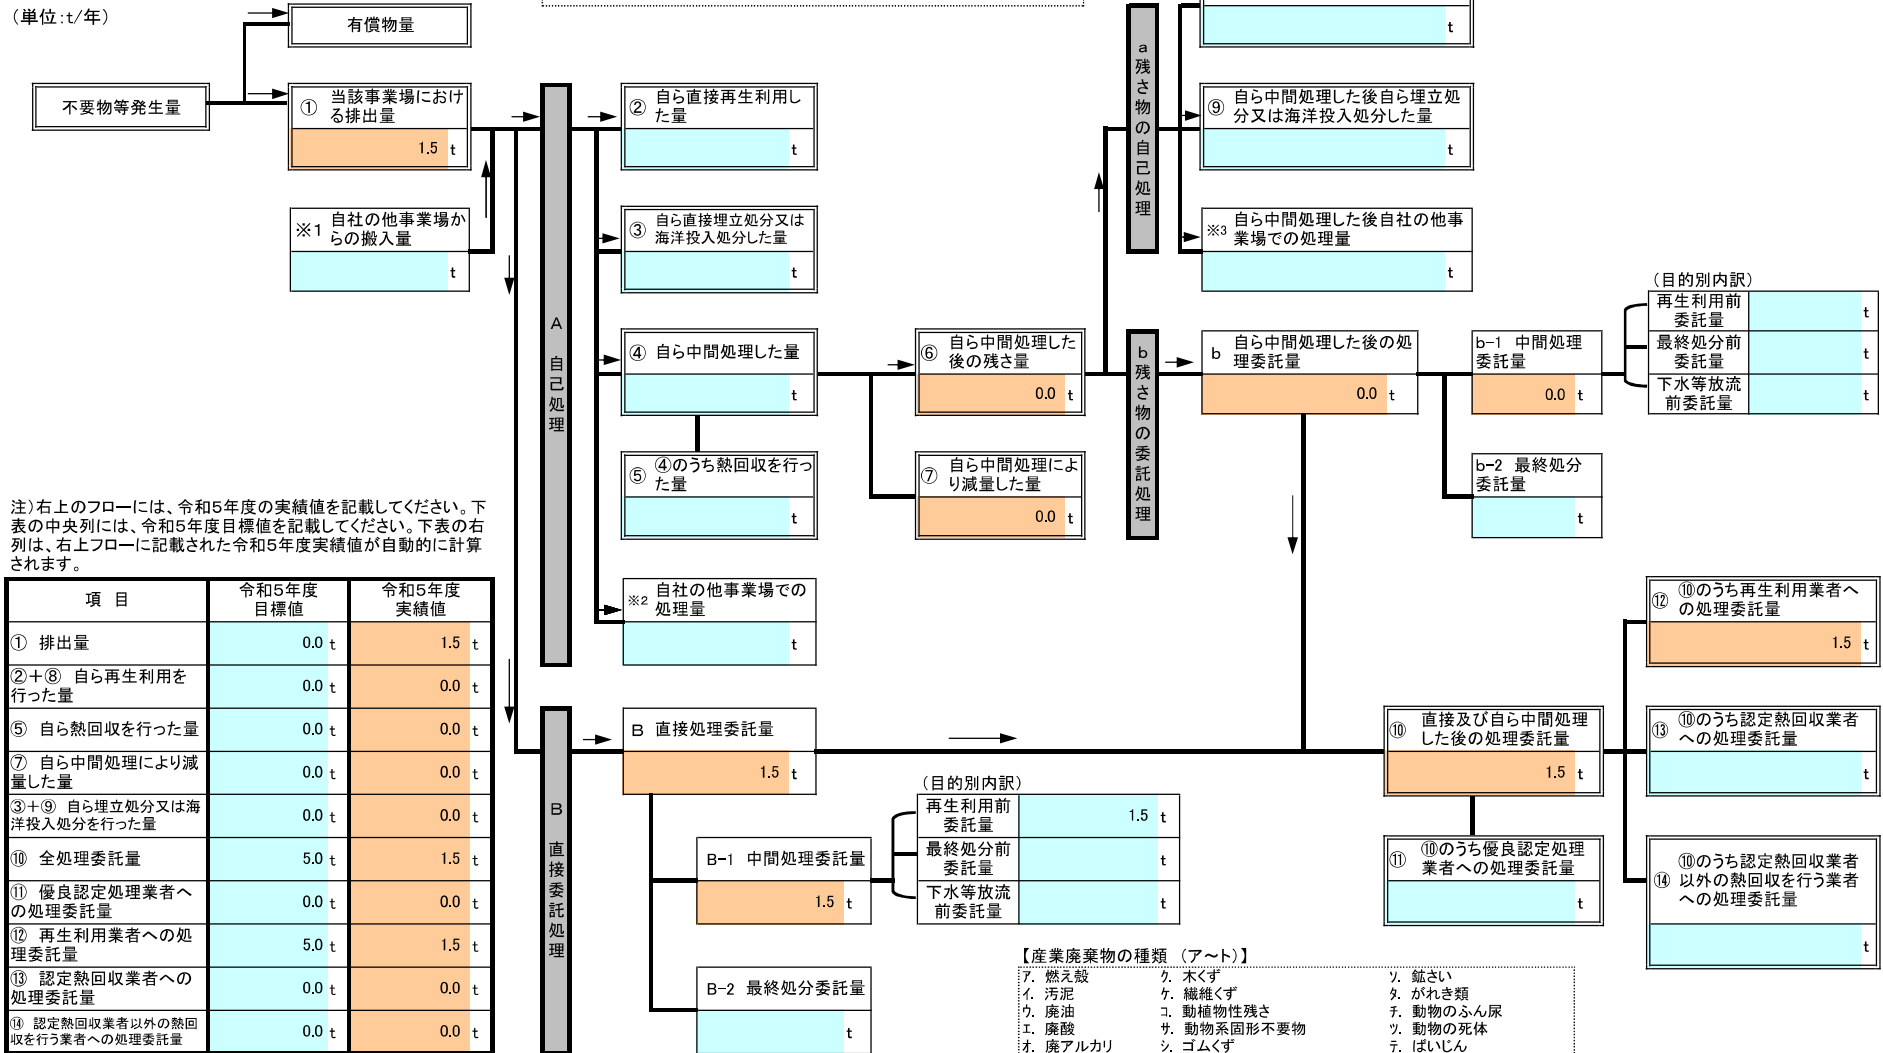 (単位:t/年)
有償物量
不要物等発生量
① 当該事業場におけ
る排出量
1.5 t
※1 自社の他事業場か
らの搬入量
t
A 自己処理
② 自ら直接再生利用し
た量
t
③ 自ら直接埋立処分又は
海洋投入処分した量
t
④ 自ら中間処理した量
t
⑤ ④のうち熱回収を行っ
た量
t
※2 自社の他事業場での
処理量
t
⑥ 自ら中間処理した
後の残さ量
0.0 t
⑦ 自ら中間処理によ
り減量した量
0.0 t
a 残さ物の自己処理
t
⑨ 自ら中間処理した後自ら埋立処
分又は海洋投入処分した量
t
※3 自ら中間処理した後自社の他事
業場での処理量
t
b 残さ物の委託処理
b 自ら中間処理した後の処
理委託量
0.0 t
b-1 中間処理
委託量
0.0 t
b-2 最終処分
委託量
t
(目的別内訳)
再生利用前
委託量 t
最終処分前
委託量 t
下水等放流
前委託量 t
注)右上のフローには、令和5年度の実績値を記載してください。下
表の中央列には、令和5年度目標値を記載してください。下表の右
列は、右上フローに記載された令和5年度実績値が自動的に計算
されます。
項 目 令和5年度 目標値 令和5年度 実績値
① 排出量 0.0 t 1.5 t
②+⑧ 自ら再生利用を
行った量 0.0 t 0.0 t
⑤ 自ら熱回収を行った量 0.0 t 0.0 t
⑦ 自ら中間処理により減
量した量 0.0 t 0.0 t
③+⑨ 自ら埋立処分又は海
洋投入処分を行った量 0.0 t 0.0 t
⑩ 全処理委託量 5.0 t 1.5 t
⑪ 優良認定処理業者へ
の処理委託量 0.0 t 0.0 t
⑫ 再生利用業者への処
理委託量 5.0 t 1.5 t
⑬ 認定熱回収業者への
処理委託量 0.0 t 0.0 t
⑭ 認定熱回収業者以外の熱回
収を行う業者への処理委託量 0.0 t 0.0 t
B 直接委託処理
B 直接処理委託量
1.5 t
B-1 中間処理委託量
1.5 t
B-2 最終処分委託量
t
(目的別内訳)
再生利用前
委託量 1.5 t
最終処分前
委託量 t
下水等放流
前委託量 t
⑩ 直接及び自ら中間処理
した後の処理委託量
1.5 t
⑪ ⑩のうち優良認定処理
業者への処理委託量
t
⑫ ⑩のうち再生利用業者へ
の処理委託量
1.5 t
⑬ ⑩のうち認定熱回収業者
への処理委託量
t
⑭ ⑩のうち認定熱回収業者
以外の熱回収を行う業者
への処理委託量
t
【産業廃棄物の種類 (ア~ト)】
ア. 燃え殻 ク. 木くず ソ. 鉱さい
イ. 汚泥 ケ. 繊維くず タ. がれき類
ウ. 廃油 コ. 動植物性残さ チ. 動物のふん尿
エ. 廃酸 サ. 動物系固形不要物 ツ. 動物の死体
オ. 廃アルカリ シ. ゴムくず テ. ばいじん